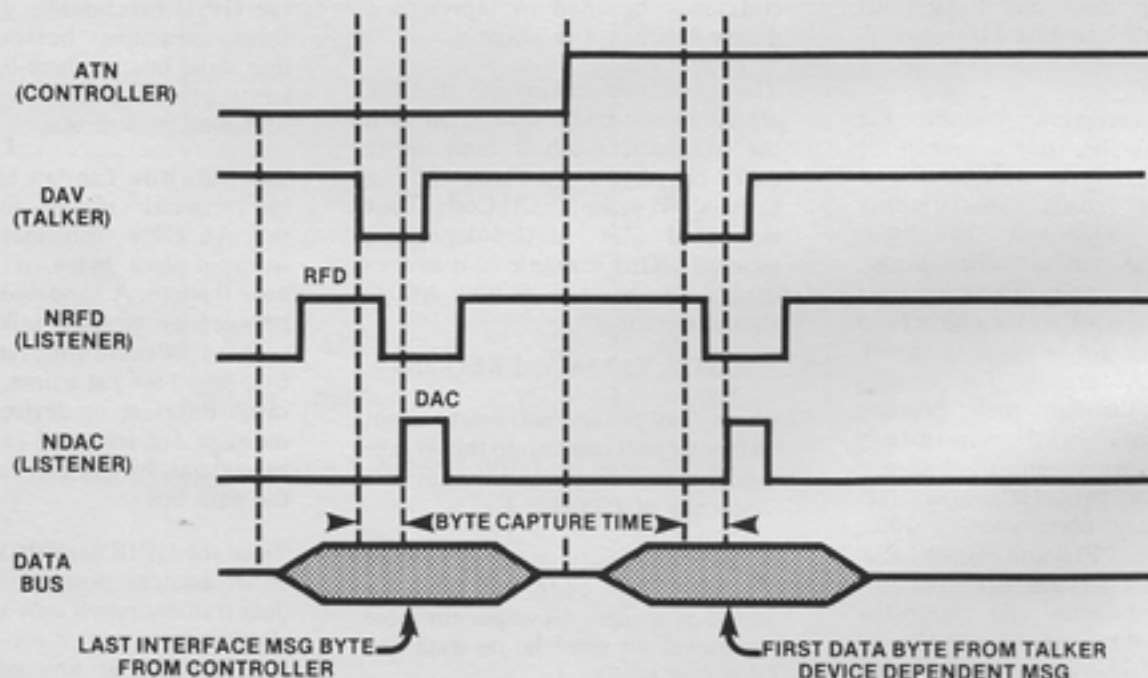 ATN
(CONTROLLER)
DAV
(TALKER)
RFD
NRFD
(LISTENER)
DAC
NDAC
(LISTENER)
BYTE CAPTURE TIME
DATA
BUS
LAST INTERFACE MSG BYTE
FROM CONTROLLER
FIRST DATA BYTE FROM TALKER
DEVICE DEPENDENT MSG